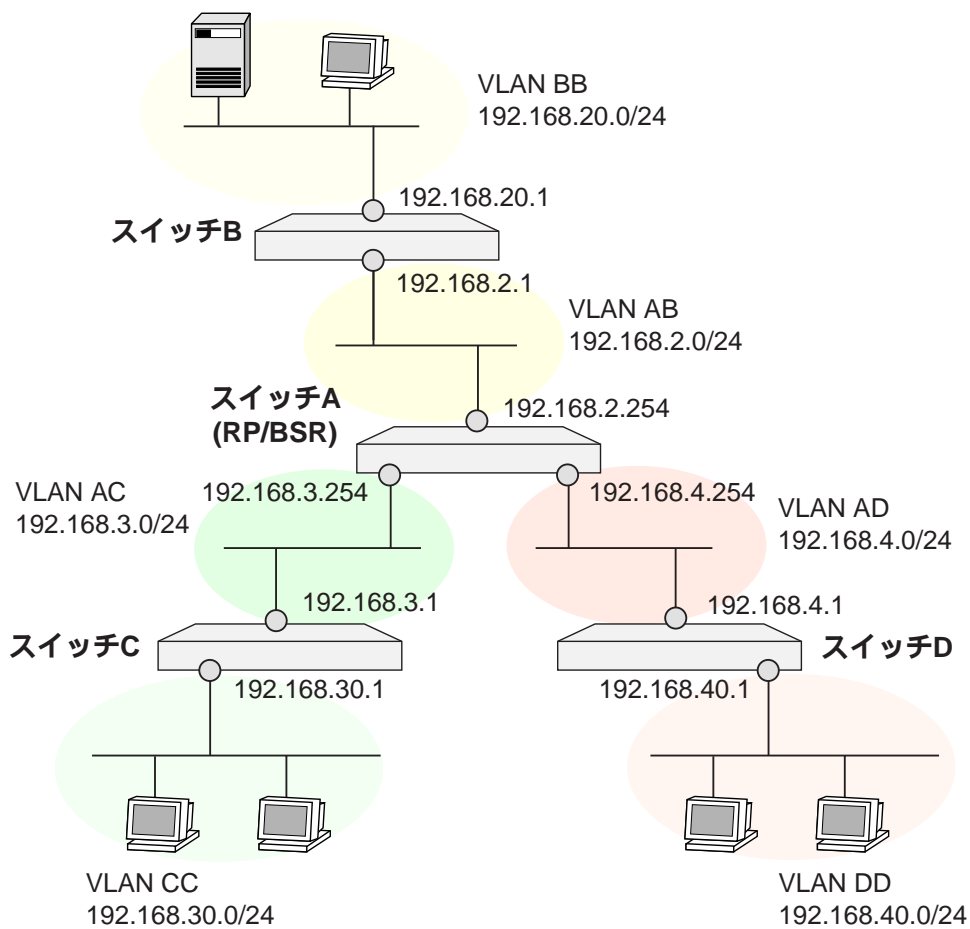 VLAN BB
192.168.20.0/24
192.168.20.1
スイッチB
192.168.2.1
VLAN AB
192.168.2.0/24
スイッチA
(RP/BSR)
192.168.2.254
VLAN AC
192.168.3.0/24
192.168.3.254
192.168.4.254
VLAN AD
192.168.4.0/24
192.168.3.1
192.168.4.1
スイッチC
スイッチD
192.168.30.1
192.168.40.1
VLAN CC
192.168.30.0/24
VLAN DD
192.168.40.0/24